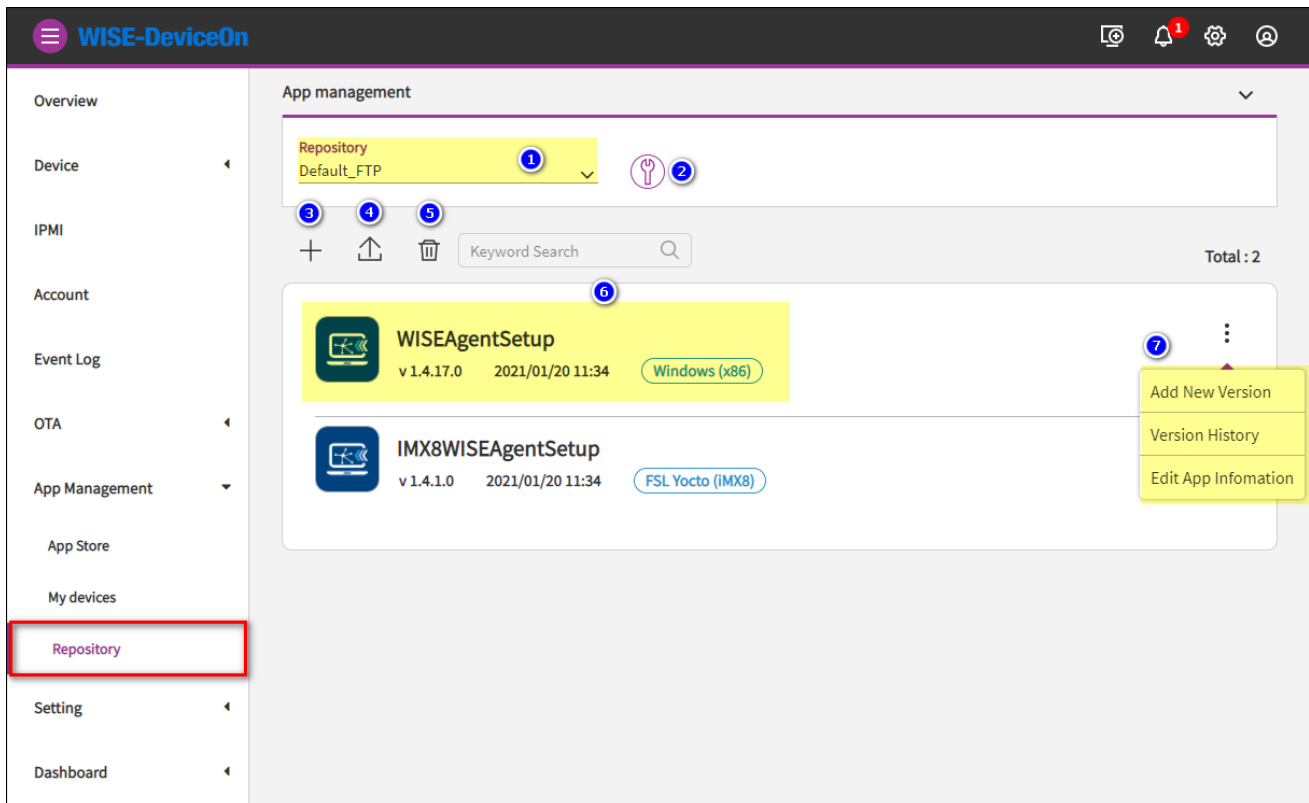 WISE-DeviceOn
1
Overview
Device
IPMI
Account
Event Log
OTA
App Management
App Store
My devices
Repository
Setting
Dashboard
App management
Repository
Default_FTP
1
2
3
4
5
Keyword Search
Total : 2
6
WISEAgentSetup
v 1.4.17.0 2021/01/20 11:34 Windows (x86)
7
Add New Version
Version History
Edit App Infomation
IMX8WISEAgentSetup
v 1.4.1.0 2021/01/20 11:34 FSL Yocto (iMX8)